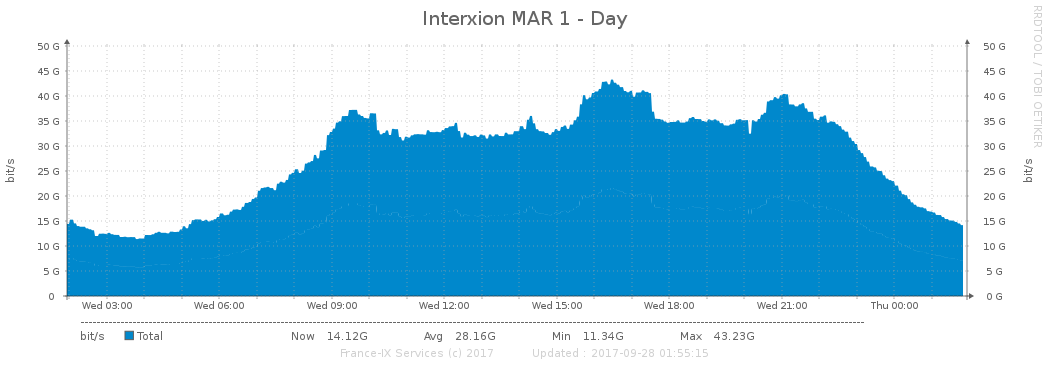 Interxion MAR 1 - Day
RRDTOOL / TOBI OETIKER
bit/s
50 G 50 G
45 G 45 G
40 G 40 G
35 G 35 G
30 G 30 G
25 G 25 G
20 G 20 G
15 G 15 G
10 G 10 G
5 G 5 G
0 0 G
bit/s
Wed 03:00 Wed 06:00 Wed 09:00 Wed 12:00 Wed 15:00 Wed 18:00 Wed 21:00 Thu 00:00
bit/s Total Now 14.12G Avg 28.16G Min 11.34G Max 43.23G
France-IX Services (c) 2017 Updated : 2017-09-28 01:55:15